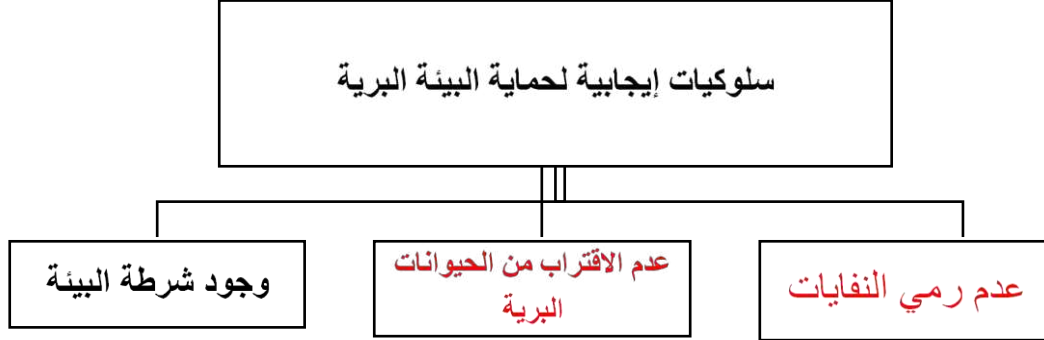 سلوكيات إيجابية لحماية البيئة البرية
عدم رمي النفايات
عدم الاقتراب من الحيوانات
البرية
وجود شرطة البيئة